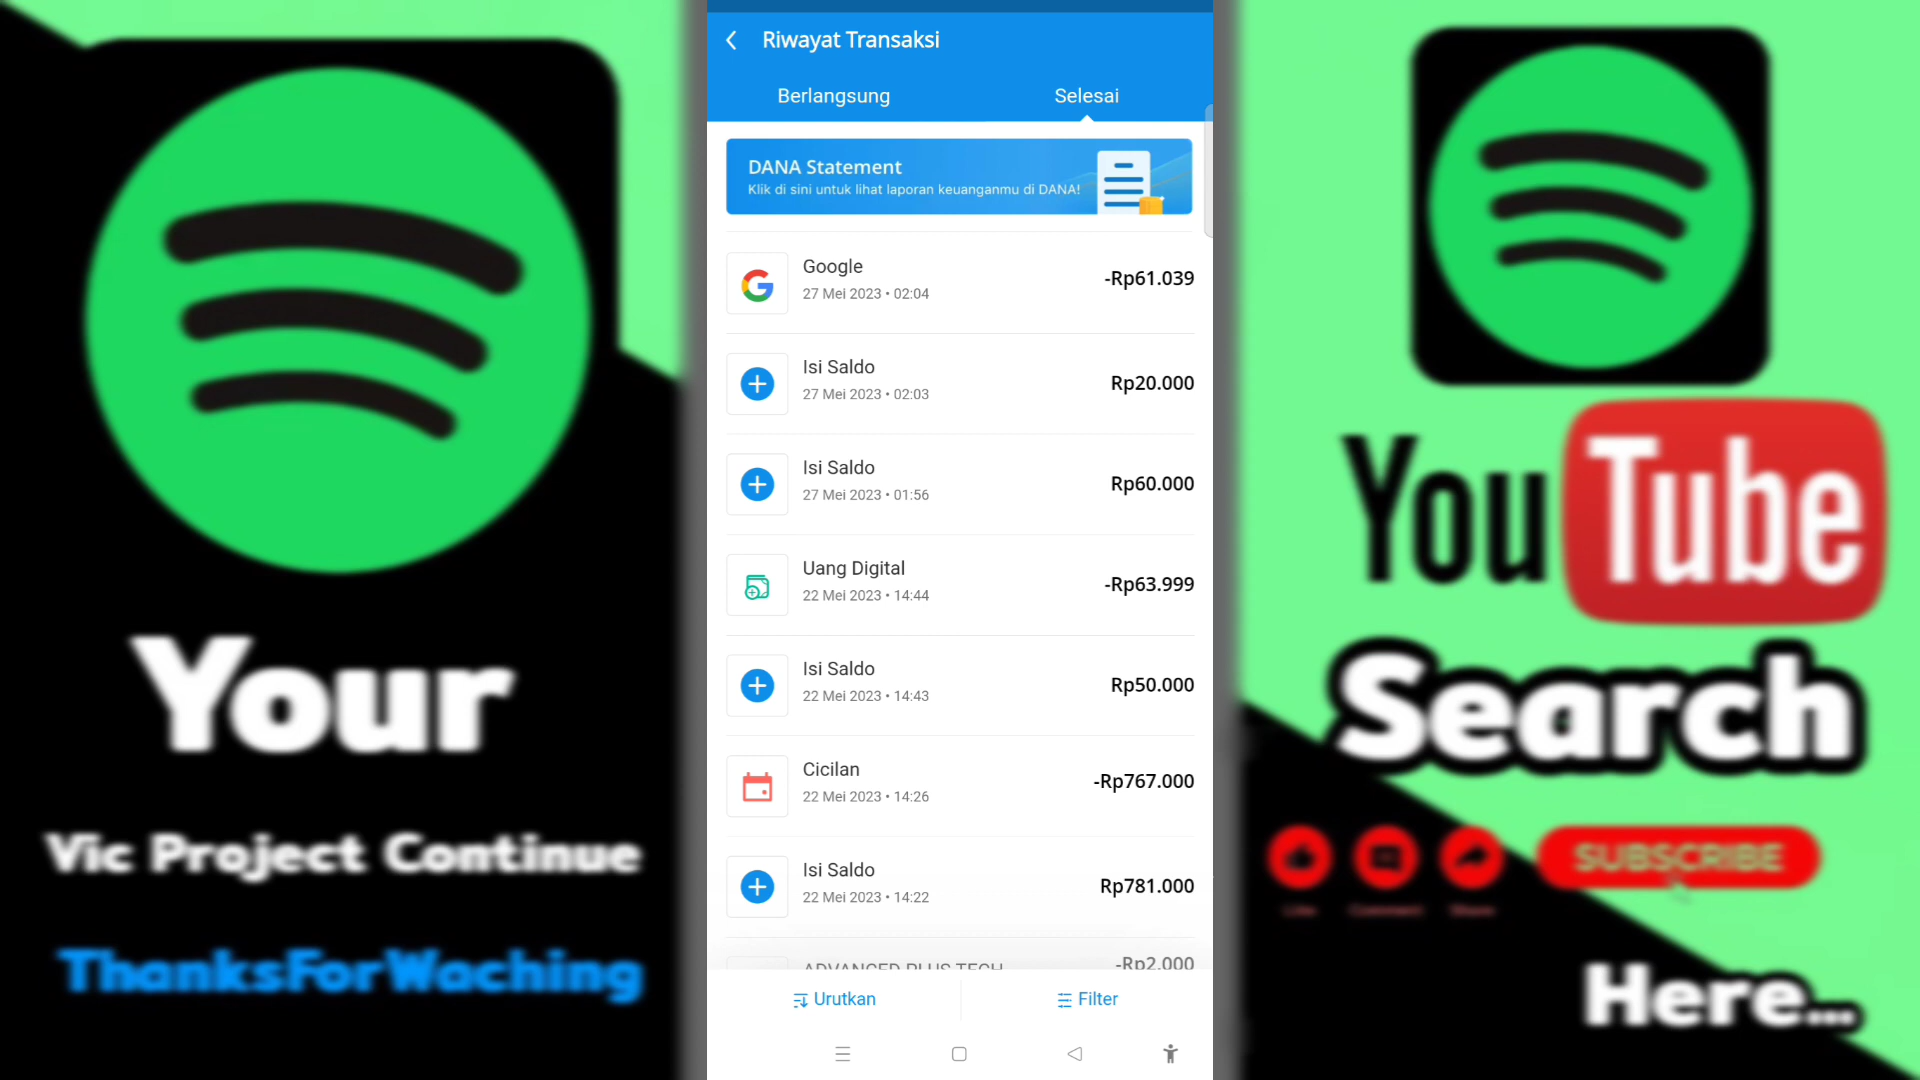 Riwayat Transaksi
Berlangsung
Selesai
DANA Statement
Klik di sini untuk lihat laporan keuanganmu di DANA!
Google
27 Mei 2023 • 02:04
-Rp61.039
Isi Saldo
27 Mei 2023 • 02:03
Rp20.000
Isi Saldo
27 Mei 2023 • 01:56
Rp60.000
Uang Digital
22 Mei 2023 • 14:44
-Rp63.999
Isi Saldo
22 Mei 2023 • 14:43
Rp50.000
Cicilan
22 Mei 2023 • 14:26
-Rp767.000
Isi Saldo
22 Mei 2023 • 14:22
Rp781.000
ADVANCED PLUS TECH
-Rp2.000
Urutkan
Filter
Your
Vic Project Continue
ThanksForWaching
YouTube
Search
Like
Comment
Share
SUBSCRIBE
Here...